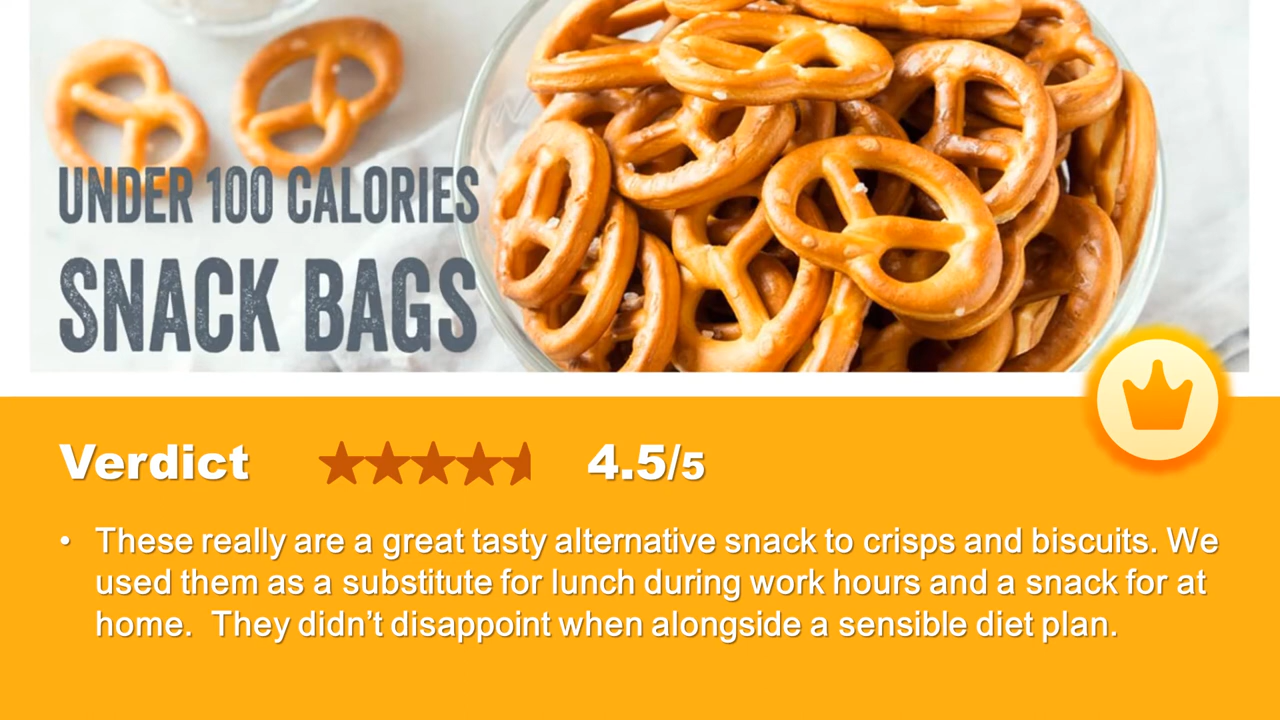 UNDER 100 CALORIES
SNACK BAGS
Verdict 4.5/5
• These really are a great tasty alternative snack to crisps and biscuits. We
used them as a substitute for lunch during work hours and a snack for at
home.  They didn’t disappoint when alongside a sensible diet plan.